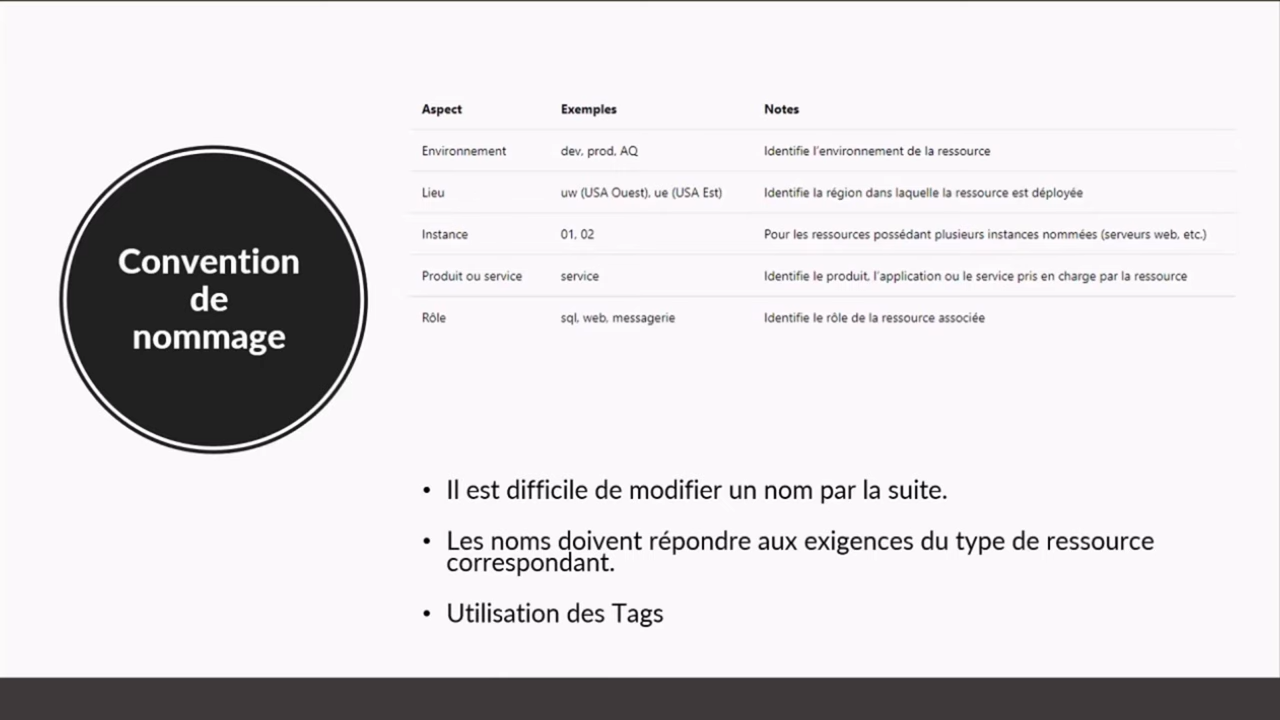 Convention
de
nommage
Aspect Exemples Notes
Environnement dev, prod, AQ Identifie l'environnement de la ressource
Lieu uw (USA Ouest), ue (USA Est) Identifie la région dans laquelle la ressource est déployée
Instance 01, 02 Pour les ressources possédant plusieurs instances nommées (serveurs web, etc.)
Produit ou service service Identifie le produit, l'application ou le service pris en charge par la ressource
Rôle sql, web, messagerie Identifie le rôle de la ressource associée
• Il est difficile de modifier un nom par la suite.
• Les noms doivent répondre aux exigences du type de ressource
correspondant.
• Utilisation des Tags